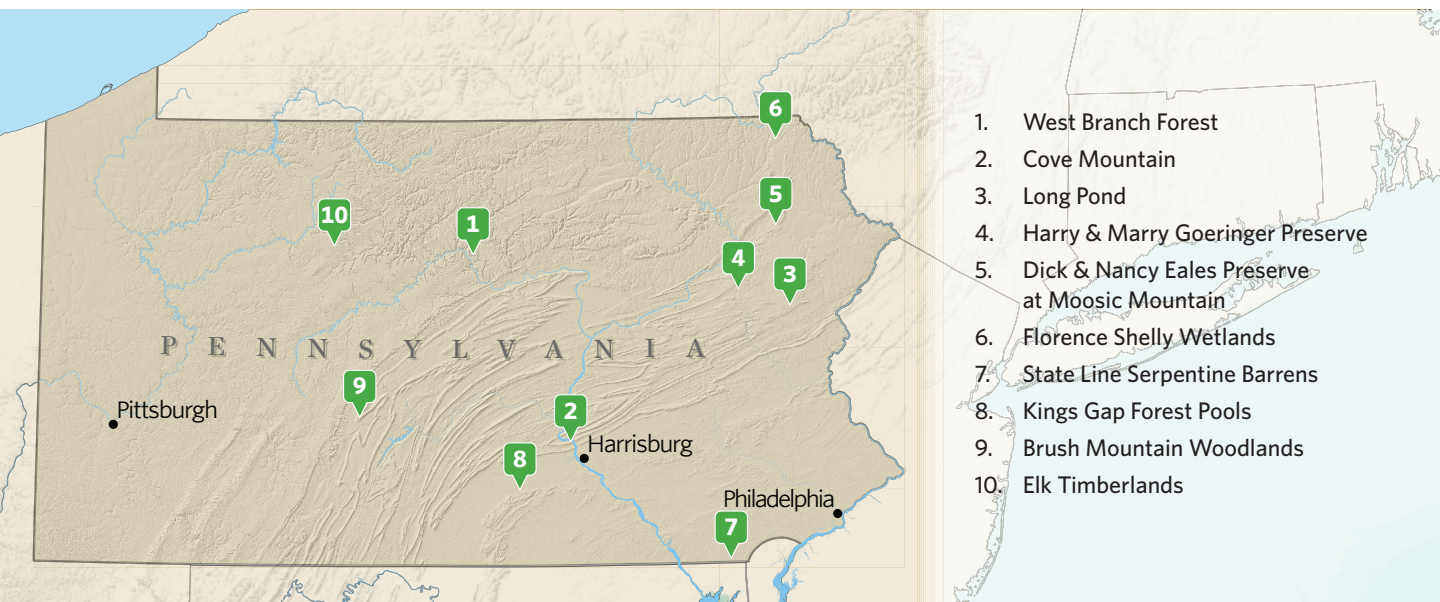 6
5
10
1
4
3
PENNSYLVANIA
9
Pittsburgh
2
Harrisburg
8
Philadelphia
7
1. West Branch Forest
2. Cove Mountain
3. Long Pond
4. Harry & Marry Goeringer Preserve
5. Dick & Nancy Eales Preserve
at Moosic Mountain
6. Florence Shelly Wetlands
7. State Line Serpentine Barrens
8. Kings Gap Forest Pools
9. Brush Mountain Woodlands
10. Elk Timberlands